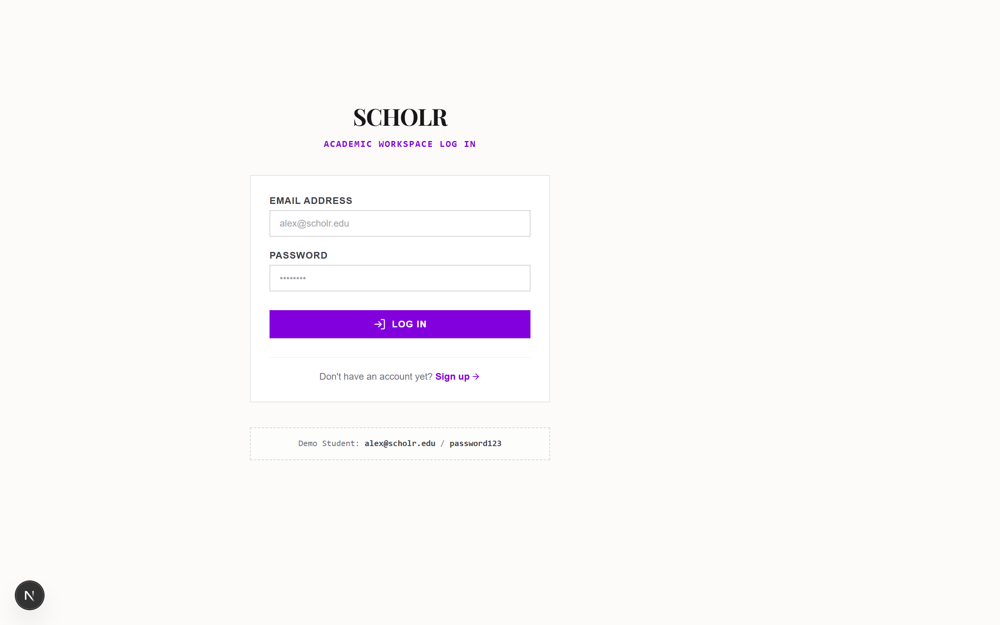 SCHOLR
ACADEMIC WORKSPACE LOG IN
EMAIL ADDRESS
alex@scholr.edu
PASSWORD
••••••••
LOG IN
Don't have an account yet? Sign up →
Demo Student: alex@scholr.edu / password123
N